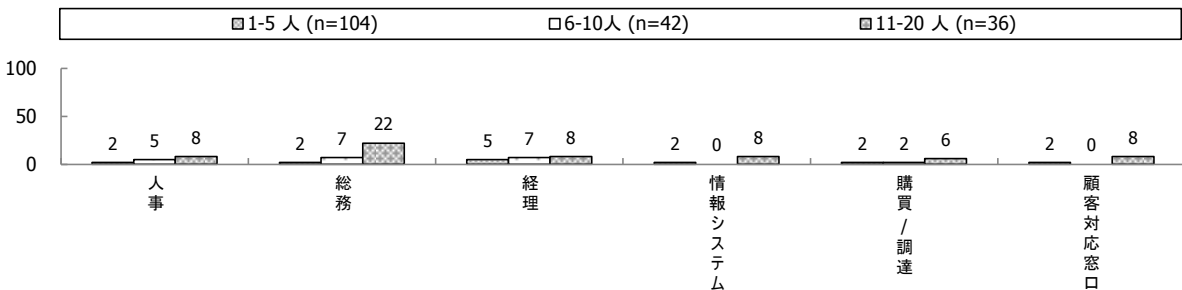 1-5 人 (n=104) 6-10人 (n=42) 11-20 人 (n=36)
100
50
0
2 5 8 2 7 22 5 7 8 2 0 8 2 2 6 2 0 8
人事
総務
経理
情報システム
購買/調達
顧客対応窓口